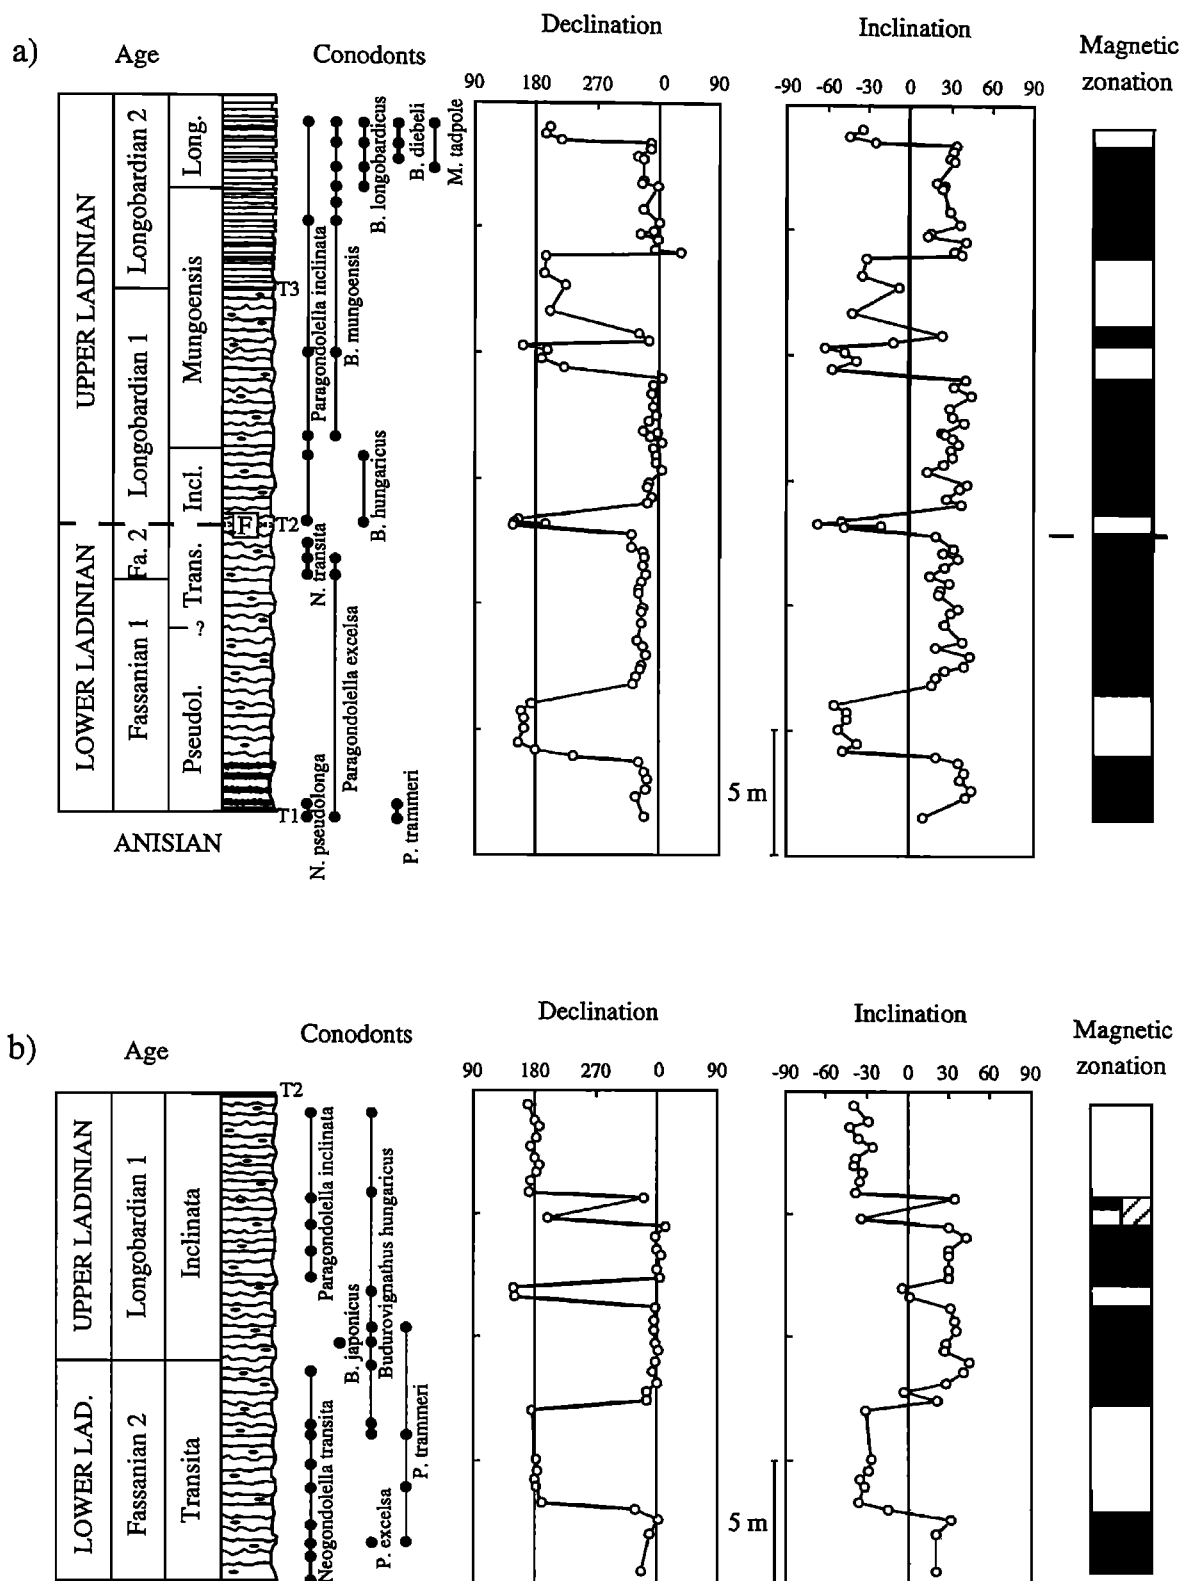 a)
Age
Conodonts
Declination
Inclination
Magnetic
zonation
90 180 270 0 90
-90 -30 0 30 60 90
UPPER LADINIAN
LOWER LADINIAN
Longobardian 2
Longobardian 1
Fa. 2
Fassanian 1
Long.
Mungoensis
Incl.
Trans.
.?
Pseudol.
ANISIAN
T3
F
T2
T1
Paragondolella inclinata
B. mungoensis
B. longobardicus
B. diebeli
M. tadpole
B. hungaricus
N. transita
Paragondolella excelsa
N. pseudolonga
P. trammeri
5 m
b)
Age
Conodonts
Declination
Inclination
Magnetic
zonation
90 180 270 0 90
-90 -60 -30 0 30 60 90
T2
UPPER LADINIAN
LOWER LAD.
Longobardian 1
Fassanian 2
Inclinata
Transita
Paragondolella inclinata
B. japonicus
Budurovignathus hungaricus
Neogondolella transita
P. excelsa
P. trammeri
5 m